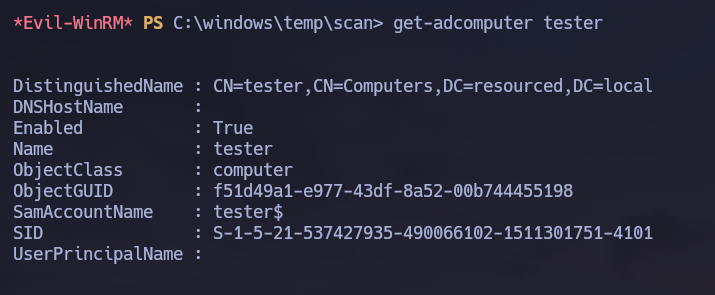 *Evil-WinRM* PS C:\windows\temp\scan> get-adcomputer tester
DistinguishedName : CN=tester,CN=Computers,DC=resourced,DC=local
DNSHostName       :
Enabled           : True
Name              : tester
ObjectClass       : computer
ObjectGUID        : f51d49a1-e977-43df-8a52-00b744455198
SamAccountName    : tester$
SID               : S-1-5-21-537427935-490066102-1511301751-4101
UserPrincipalName :